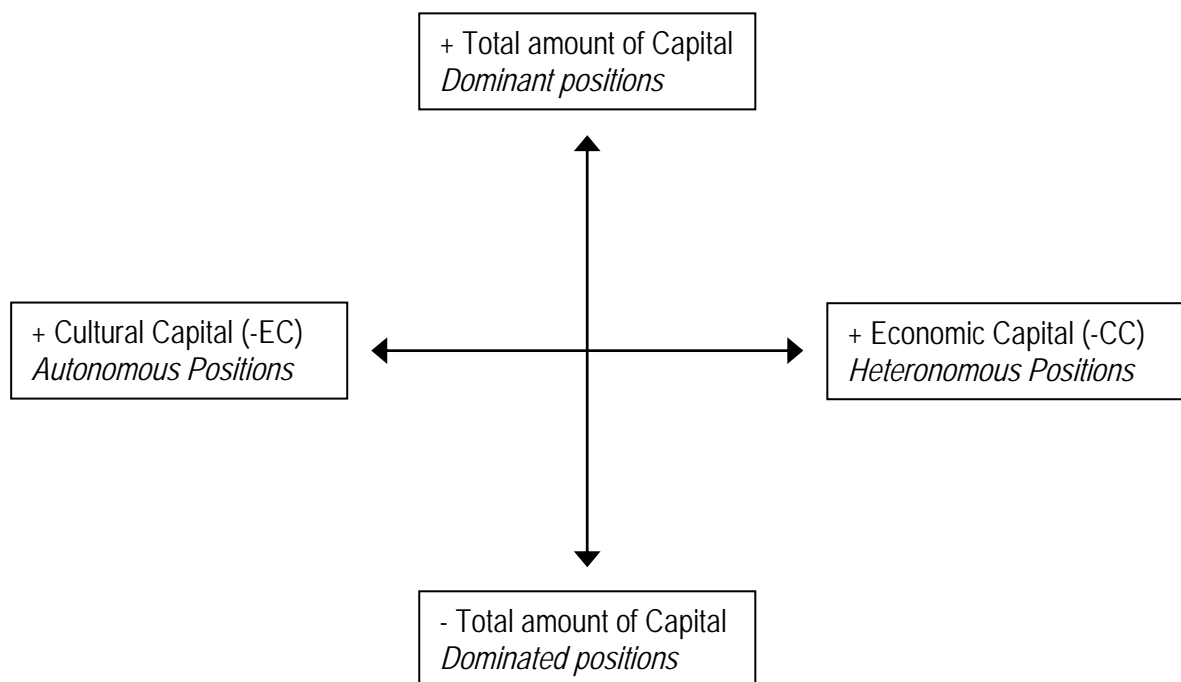 + Total amount of Capital
Dominant positions
+ Cultural Capital (-EC)
Autonomous Positions
+ Economic Capital (-CC)
Heteronomous Positions
- Total amount of Capital
Dominated positions